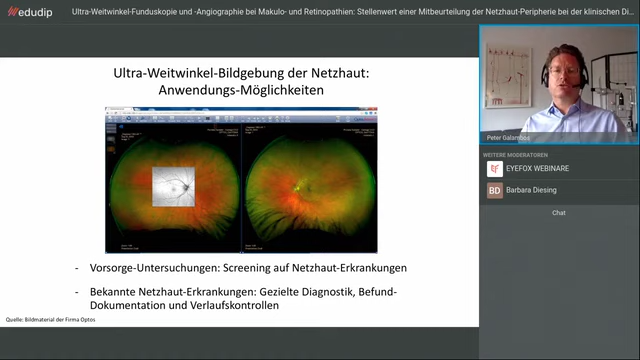 edudip
Ultra-Weitwinkel-Funduskopie und -Angiographie bei Makulo- und Retinopathien: Stellenwert einer Mitbeurteilung der Netzhaut-Peripherie bei der klinischen Di...
Ultra-Weitwinkel-Bildgebung der Netzhaut:
Anwendungs-Möglichkeiten
- Vorsorge-Untersuchungen: Screening auf Netzhaut-Erkrankungen
- Bekannte Netzhaut-Erkrankungen: Gezielte Diagnostik, Befund-
Dokumentation und Verlaufskontrollen
Quelle: Bildmaterial der Firma Optos
Peter Galambos
WEITERE MODERATOREN
EYEFOX WEBINARE
BD
Barbara Diesing
Chat